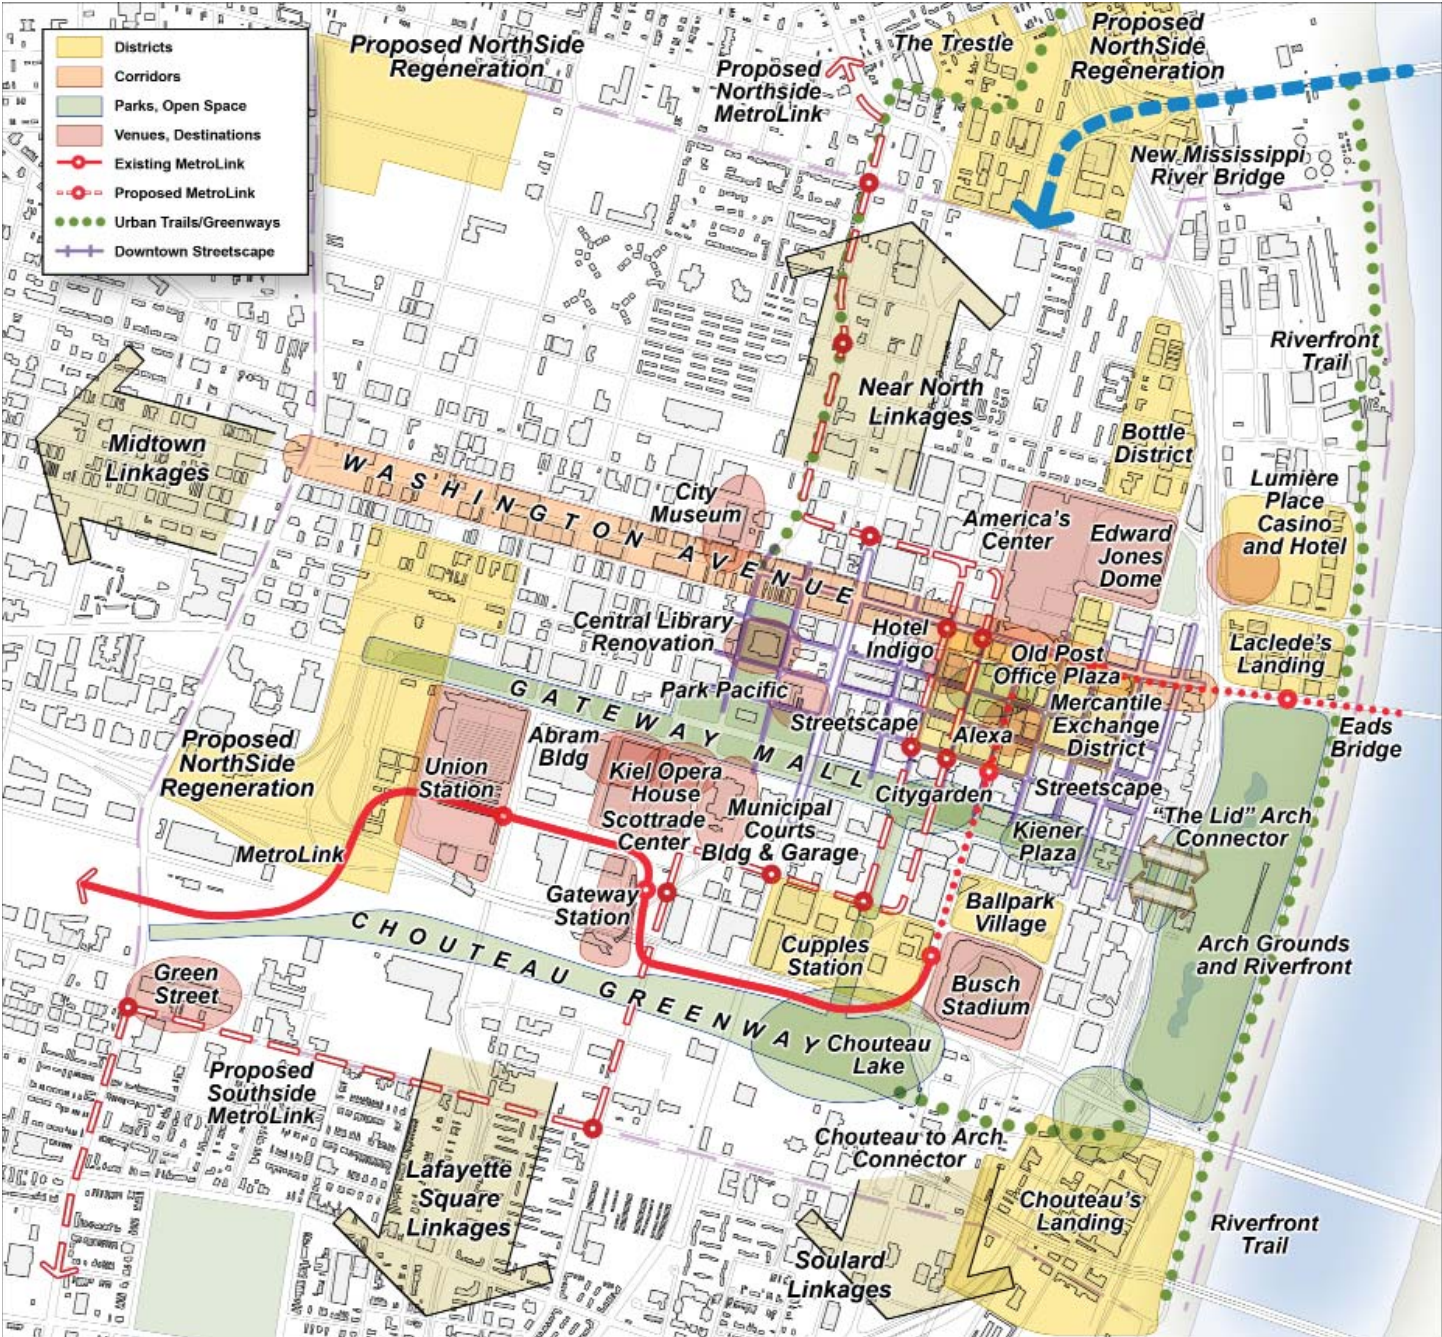 Districts
Corridors
Parks, Open Space
Venues, Destinations
Existing MetroLink
Proposed MetroLink
Urban Trails/Greenways
Downtown Streetscape
Proposed NorthSide
Regeneration
Proposed
Northside
MetroLink
The Trestle
Proposed
NorthSide
Regeneration
New Mississippi
River Bridge
Riverfront
Trail
Near North
Linkages
Midtown
Linkages
Bottle
District
WASHINGTON AVENUE
City
Museum
America's
Center
Edward
Jones
Dome
Lumière
Place
Casino
and Hotel
Central Library
Renovation
Hotel
Indigo
Old Post
Office Plaza
Laclede's
Landing
Park Pacific
GATEWAY MALL
Streetscape
Alexa
Mercantile
Exchange
District
Eads
Bridge
Proposed
NorthSide
Regeneration
Union
Station
Abram
Bldg
Kiel Opera
House
Scottrade
Center
Municipal
Courts
Bldg & Garage
Citygarden
Streetscape
Kiener
Plaza
"The Lid" Arch
Connector
MetroLink
Gateway
Station
Ballpark
Village
Cupples
Station
Busch
Stadium
Arch Grounds
and Riverfront
CHOUTEAU GREENWAY
Green
Street
Chouteau
Lake
Proposed
Southside
MetroLink
Chouteau to Arch
Connector
Lafayette
Square
Linkages
Chouteau's
Landing
Soulard
Linkages
Riverfront
Trail